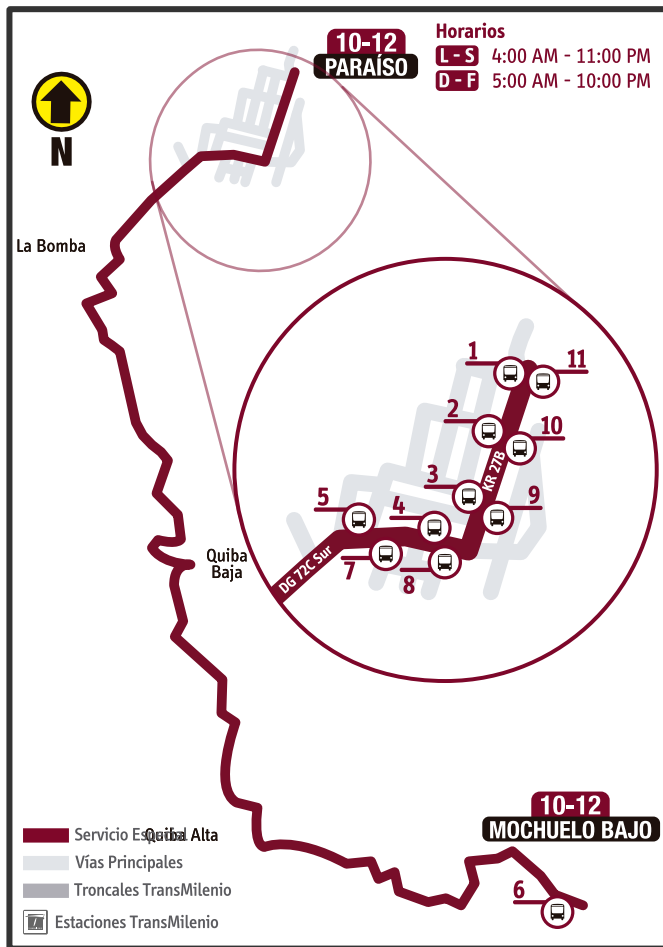 10-12
PARAÍSO
Horarios
L - S 4:00 AM - 11:00 PM
D - F 5:00 AM - 10:00 PM
N
La Bomba
1
11
2
10
KR 27B
3
9
5
4
7
8
DG 72C Sur
Quiba
Baja
10-12
MOCHUELO BAJO
6
Servicio Especial
Quiba Alta
Vías Principales
Troncales TransMilenio
Estaciones TransMilenio